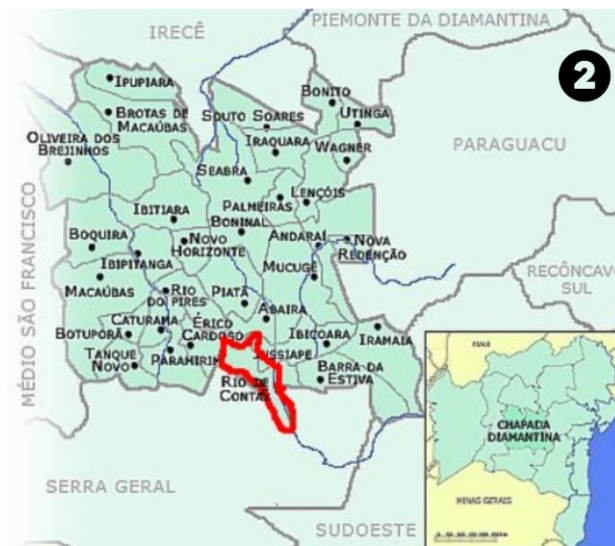 PIEMONTE DA DIAMANTINA
IRECÊ
2
IPUPIARA
BONITO
BROTAS DE
MACAÚBAS
SOUTO SOARES
UTINGA
OLIVEIRA DOS
BREJINHOS
IRAQUARA
WAGNER
PARAGUACU
SEABRA
PALMEIRAS
LENÇÓIS
IBITIARA
BONINAL
ANDARAÍ
NOVA
REDENÇÃO
BOQUIRA
NOVO
HORIZONTE
IBIPITANGA
MUCUGÊ
RECÔNCAVO
SUL
MACAÚBAS
RIO
DO PIRES
PIATÃ
ABAIRA
MÉDIO SÃO FRANCISCO
BOTUPORÃ
CATURAMA
ÉRICO
CARDOSO
IBICOARA
IRAMAIA
TANQUE
NOVO
PARAMIRIM
JUSSIAPE
RIO DE
CONTAS
BARRA DA
ESTIVA
SERRA GERAL
SUDOESTE
CHAPADA
DIAMANTINA
MINAS GERAIS